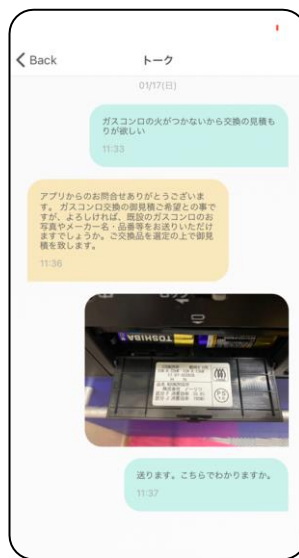 Back
トーク
01/17(日)
ガスコンロの火がつかないから交換の見積も
りが欲しい
11:33
アプリからのお問合せありがとうございま
す。ガスコンロ交換の御見積ご希望との事で
すが、よろしければ、既設のガスコンロのお
写真やメーカー名・品番等をお送りいただけ
ますでしょうか。ご交換品を選定の上で御見
積を致します。
11:36
TOSHIBA
送ります。こちらでわかりますか。
11:37